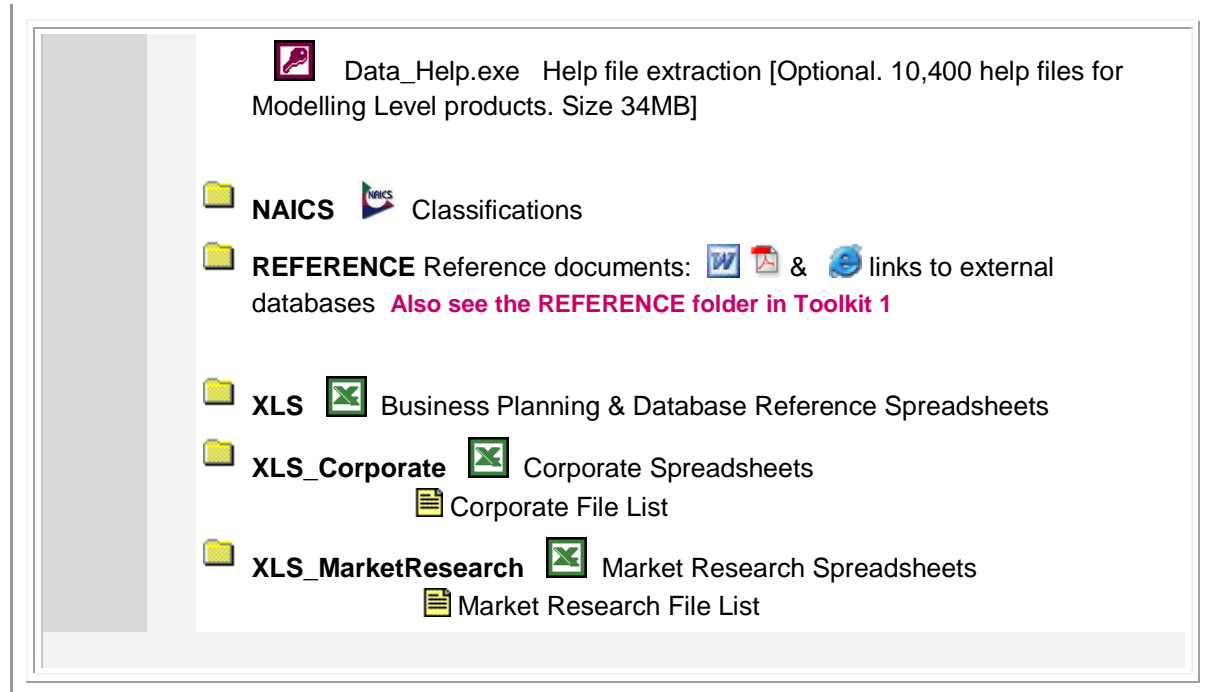 Data_Help.exe Help file extraction [Optional. 10,400 help files for
Modelling Level products. Size 34MB]
NAICS NAICS Classifications
REFERENCE Reference documents: W & links to external
databases Also see the REFERENCE folder in Toolkit 1
XLS Business Planning & Database Reference Spreadsheets
XLS_Corporate Corporate Spreadsheets
Corporate File List
XLS_MarketResearch Market Research Spreadsheets
Market Research File List